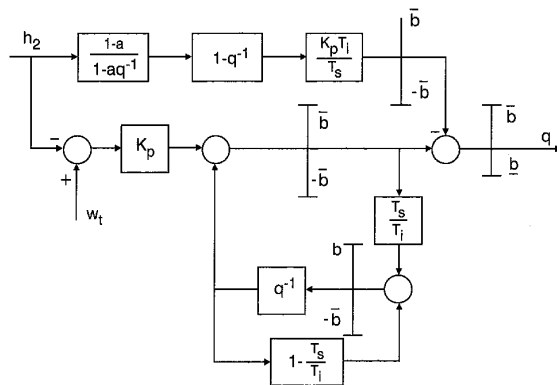 h₂
1-a
1-aq⁻¹
1-q⁻¹
KₚTᵢ
Tₛ
b̅
-b̅
-
Kₚ
+
wₜ
b̅
-b̅
-
b̅
b̲
q
Tₛ
Tᵢ
q⁻¹
b
-b̅
1-Tₛ
Tᵢ